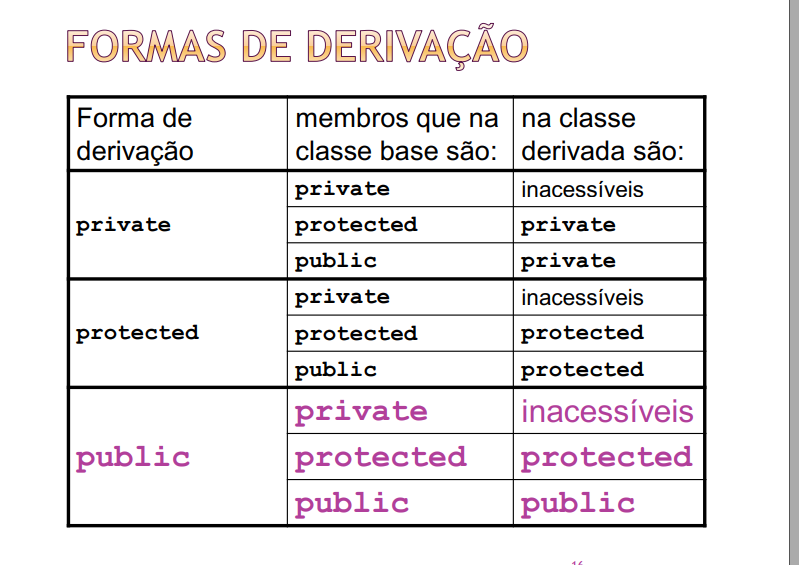 FORMAS DE DERIVAÇÃO
Forma de derivação
membros que na classe base são:
na classe derivada são:
private
private
inacessíveis
protected
private
public
private
protected
private
inacessíveis
protected
protected
public
protected
public
private
inacessíveis
protected
protected
public
public